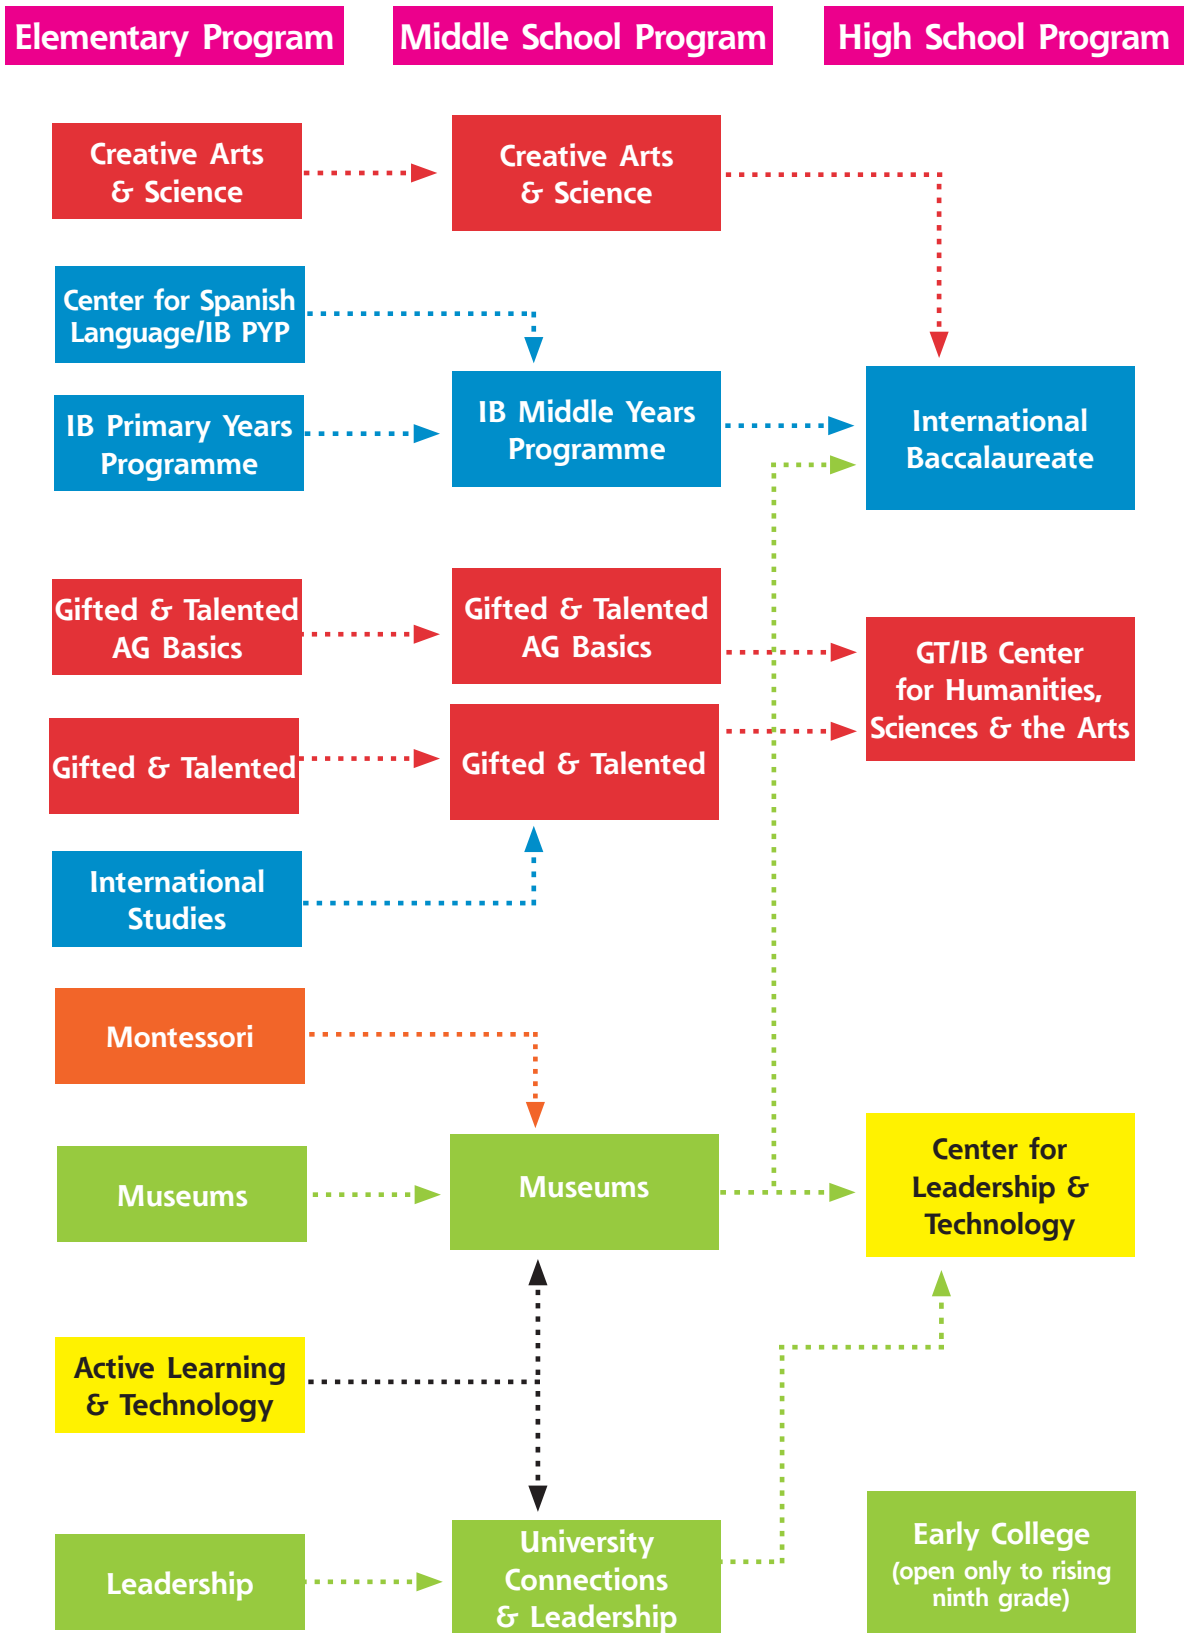 Elementary Program
Middle School Program
High School Program
Creative Arts
& Science
Creative Arts
& Science
Center for Spanish
Language/IB PYP
IB Primary Years
Programme
IB Middle Years
Programme
International
Baccalaureate
Gifted & Talented
AG Basics
Gifted & Talented
AG Basics
GT/IB Center
for Humanities,
Sciences & the Arts
Gifted & Talented
Gifted & Talented
International
Studies
Montessori
Museums
Museums
Center for
Leadership &
Technology
Active Learning
& Technology
Leadership
University
Connections
& Leadership
Early College
(open only to rising
ninth grade)